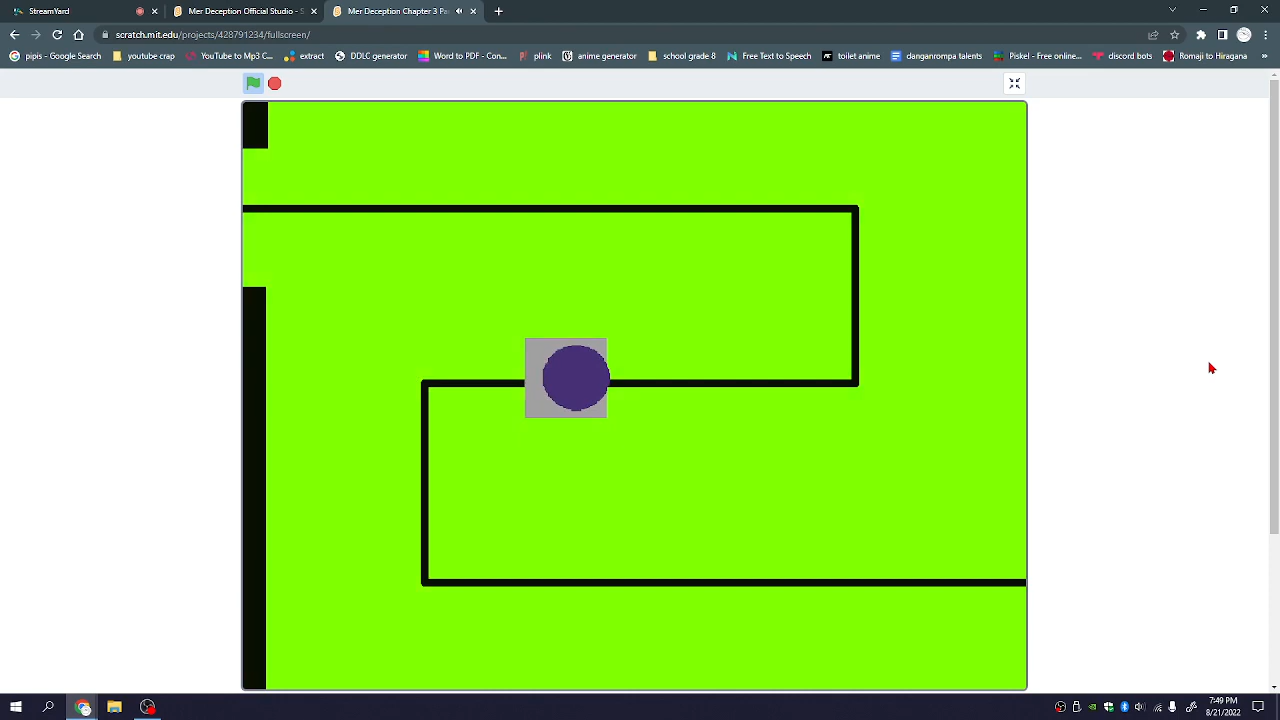 StreamYard
Mer Deception Official Studio - S
Mer Deception Chapter 3 Pa
scratch.mit.edu/projects/428791234/fullscreen/
pipis - Google Search
youtube crap
YouTube to Mp3 C...
extract
DDLC generator
Word to PDF - Con...
plink
anime generator
school grade 8
Free Text to Speech
toilet anime
danganronpa talents
Piskel - Free online...
discord bots
Romaji to Hiragana
7:49 PM
8/21/2022